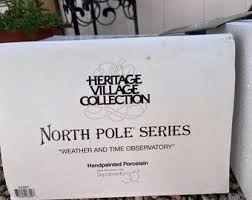 HERITAGE
VILLAGE
COLLECTION
NORTH POLE SERIES
"WEATHER AND TIME OBSERVATORY"
Handpainted Porcelain
Department 56